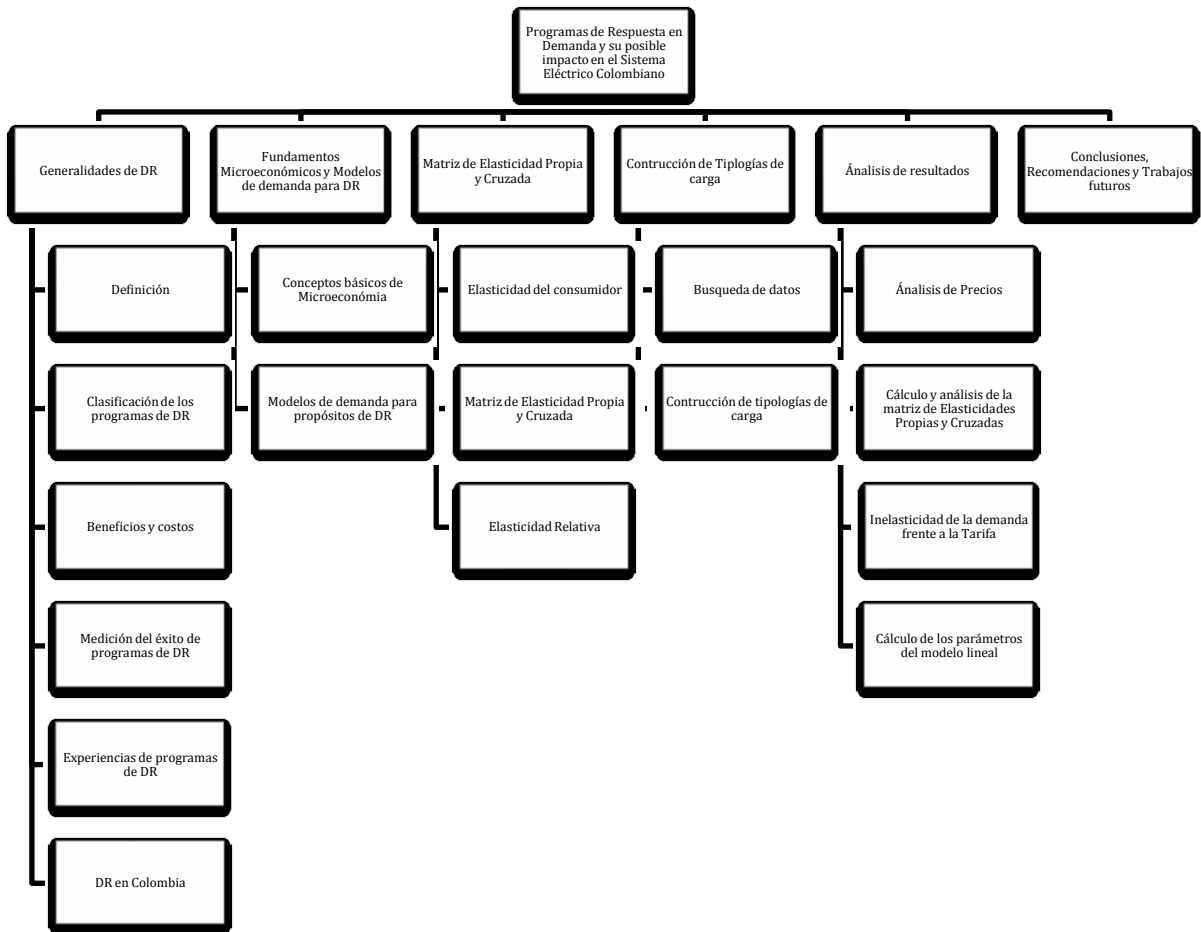 Programas de Respuesta en
Demanda y su posible
impacto en el Sistema
Eléctrico Colombiano
Generalidades de DR
Fundamentos
Microeconómicos y Modelos
de demanda para DR
Matriz de Elasticidad Propia
y Cruzada
Contrucción de Tiplogías de
carga
Ánalisis de resultados
Conclusiones,
Recomendaciones y Trabajos
futuros
Definición
Clasificación de los
programas de DR
Beneficios y costos
Medición del éxito de
programas de DR
Experiencias de programas
de DR
DR en Colombia
Conceptos básicos de
Microeconómia
Modelos de demanda para
propósitos de DR
Elasticidad del consumidor
Matriz de Elasticidad Propia
y Cruzada
Elasticidad Relativa
Busqueda de datos
Contrucción de tipologías de
carga
Ánalisis de Precios
Cálculo y análisis de la
matriz de Elasticidades
Propias y Cruzadas
Inelasticidad de la demanda
frente a la Tarifa
Cálculo de los parámetros
del modelo lineal